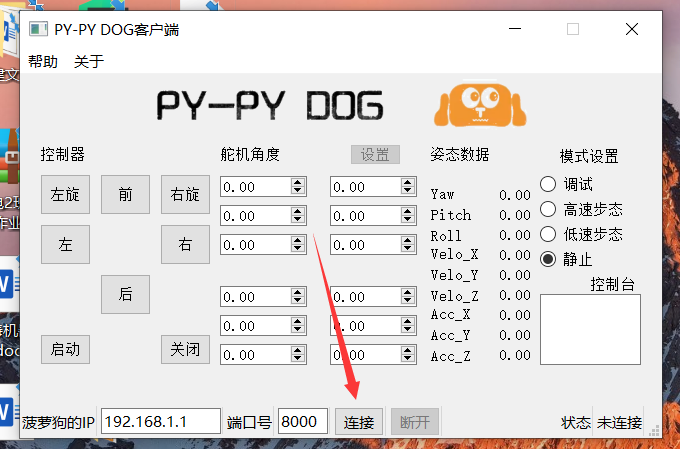 PY-PY DOG客户端
帮助 关于
PY-PY DOG
控制器 舵机角度 设置 姿态数据 模式设置
左旋 前 右旋 0.00 0.00 Yaw 0.00 调试
0.00 0.00 Pitch 0.00 高速步态
左 右 0.00 0.00 Roll 0.00 低速步态
Velo_X 0.00 静止
Velo_Y 0.00 控制台
后 0.00 0.00 Velo_Z 0.00
0.00 0.00 Acc_X 0.00
Acc_Y 0.00
启动 关闭 0.00 0.00 Acc_Z 0.00
菠萝狗的IP 192.168.1.1 端口号 8000 连接 断开 状态 未连接